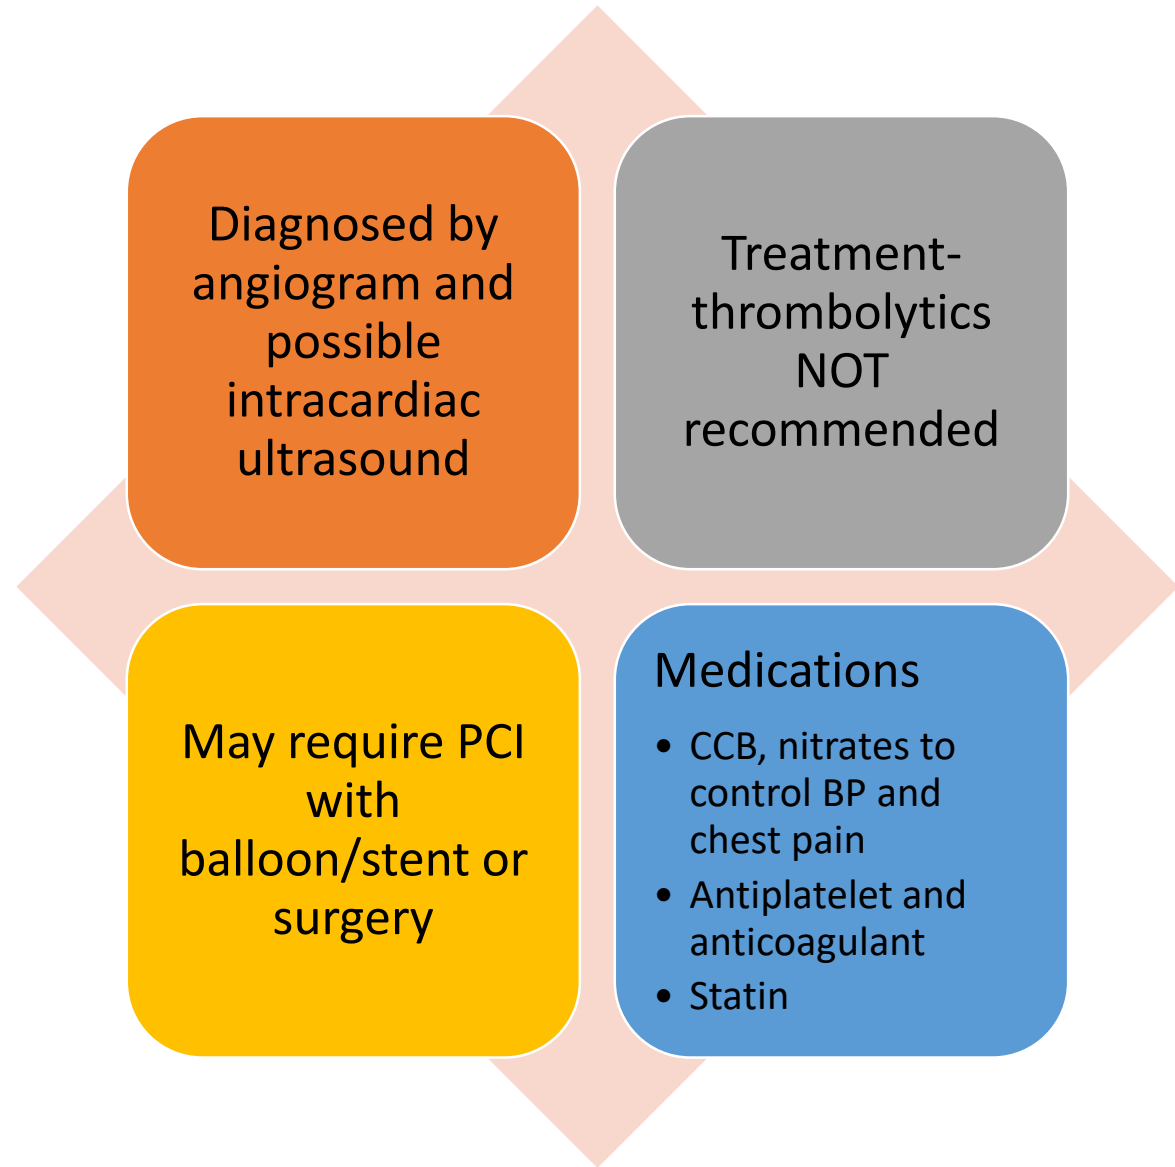 Diagnosed by
angiogram and
possible
intracardiac
ultrasound
Treatment-
thrombolytics
NOT
recommended
May require PCI
with
balloon/stent or
surgery
Medications
• CCB, nitrates to
control BP and
chest pain
• Antiplatelet and
anticoagulant
• Statin